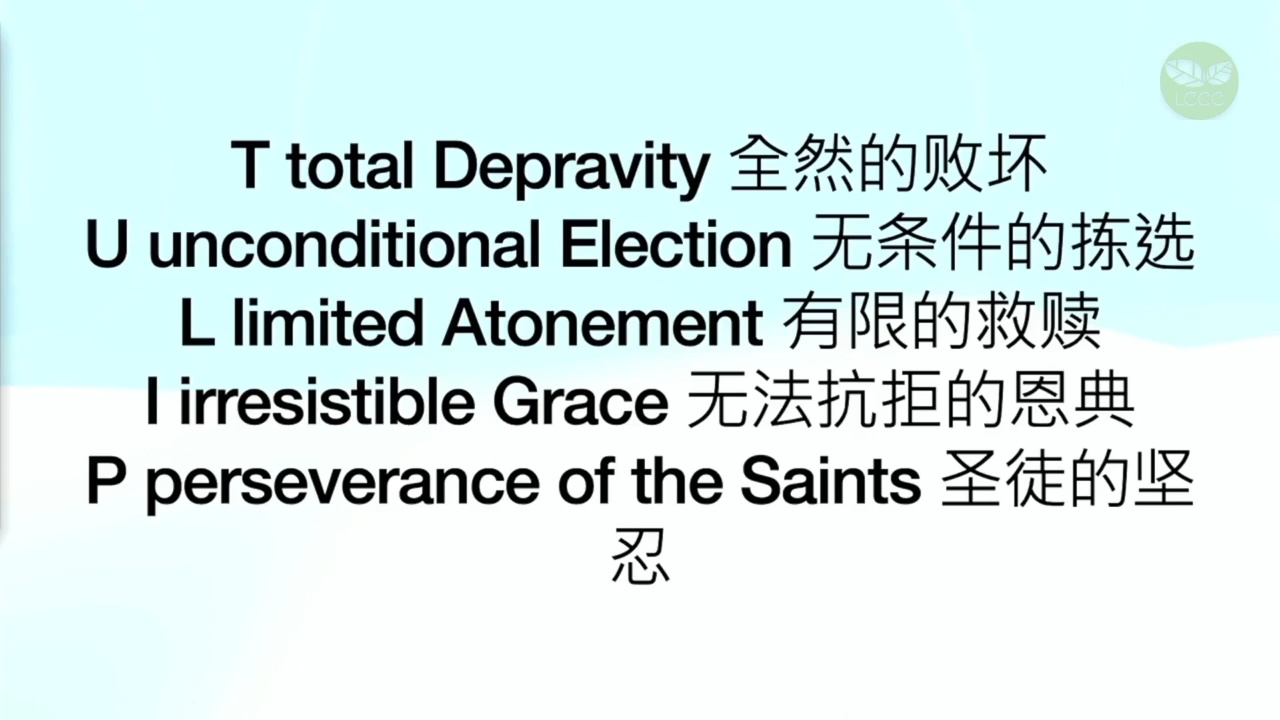 LCCC
T total Depravity 全然的败坏
U unconditional Election 无条件的拣选
L limited Atonement 有限的救赎
I irresistible Grace 无法抗拒的恩典
P perseverance of the Saints 圣徒的坚
忍